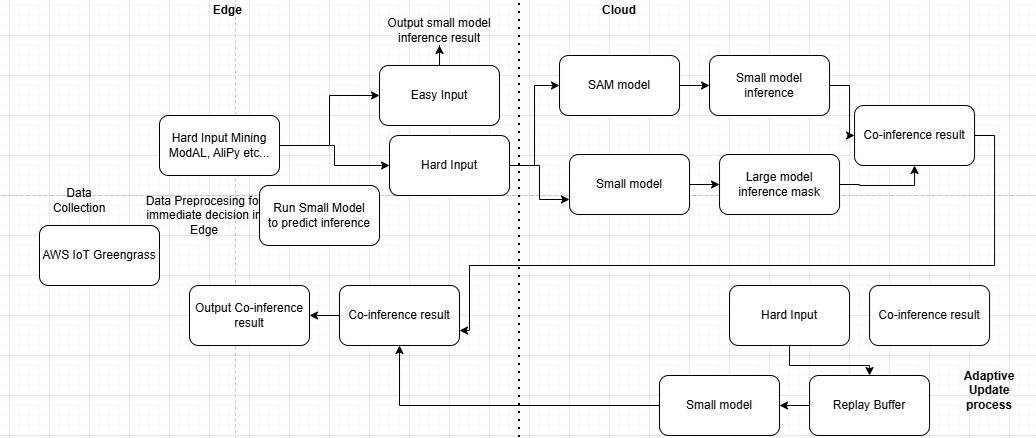 Edge
Cloud
Output small model
inference result
Easy Input
SAM model
Small model
inference
Hard Input Mining
ModAL, AliPy etc...
Hard Input
Co-inference result
Small model
Large model
inference mask
Data
Collection
Data Preprocesing fo
immediate decision in
Edge
Run Small Model
to predict inference
AWS IoT Greengrass
Output Co-inference
result
Co-inference result
Hard Input
Co-inference result
Adaptive
Update
process
Small model
Replay Buffer